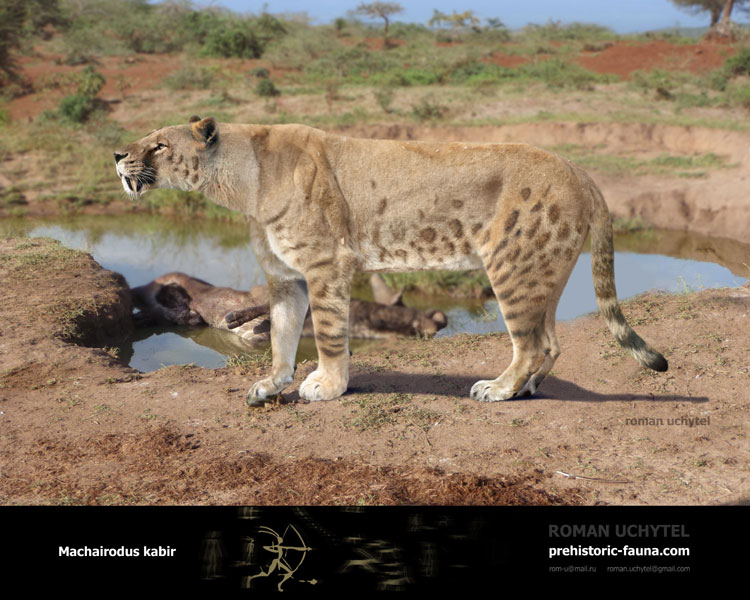 roman uchytel
Machairodus kabir
ROMAN UCHYTEL
prehistoric-fauna.com
rom-u@mail.ru roman.uchytel@gmail.com